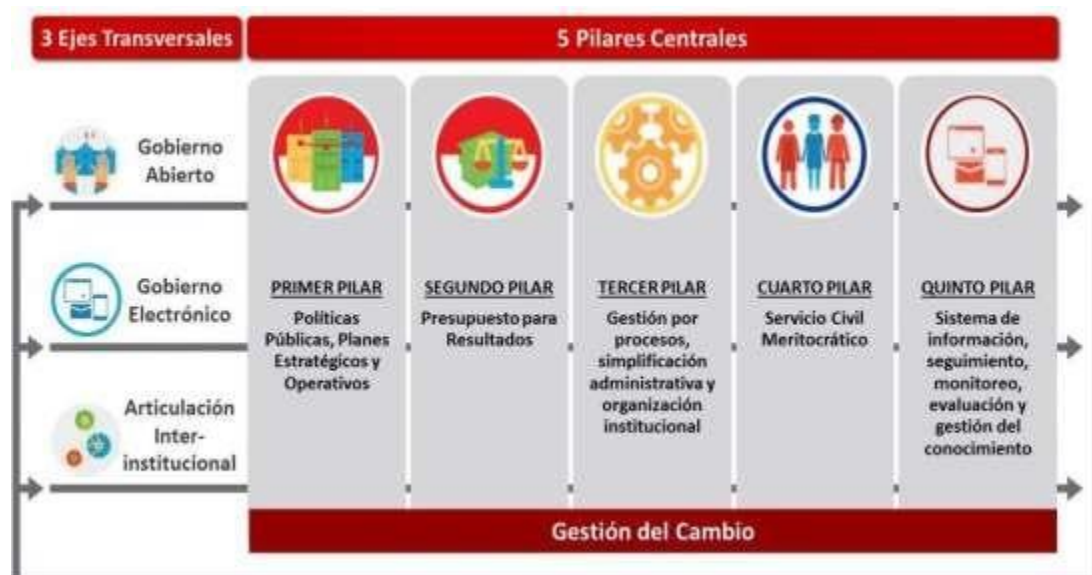 3 Ejes Transversales
5 Pilares Centrales
Gobierno
Abierto
Gobierno
Electrónico
Articulación
Inter-
institucional
PRIMER PILAR
Políticas
Públicas, Planes
Estratégicos y
Operativos
SEGUNDO PILAR
Presupuesto para
Resultados
TERCER PILAR
Gestión por
procesos,
simplificación
administrativa y
organización
institucional
CUARTO PILAR
Servicio Civil
Meritocrático
QUINTO PILAR
Sistema de
información,
seguimiento,
monitoreo,
evaluación y
gestión del
conocimiento
Gestión del Cambio